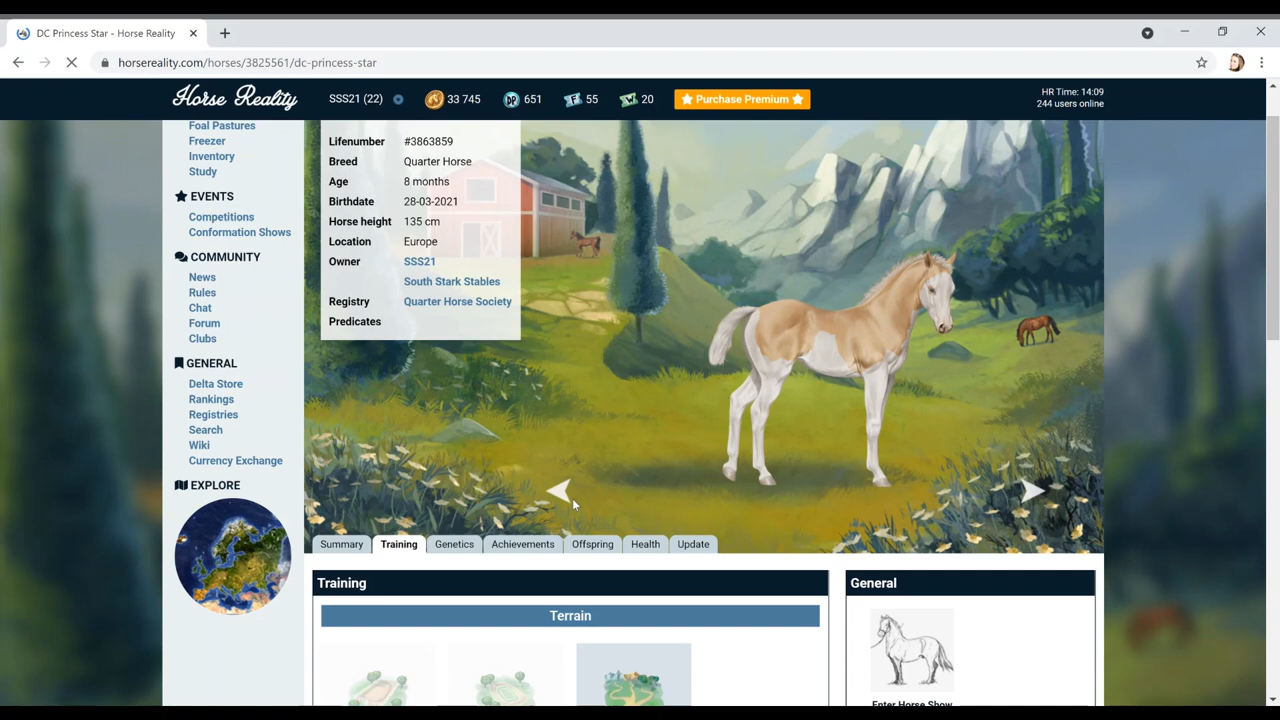 DC Princess Star - Horse Reality
horsereality.com/horses/3825561/dc-princess-star
Horse Reality
SSS21 (22)
33 745
DP
651
55
20
Purchase Premium
HR Time: 14:09
244 users online
Foal Pastures
Freezer
Inventory
Study
EVENTS
Competitions
Conformation Shows
COMMUNITY
News
Rules
Chat
Forum
Clubs
GENERAL
Delta Store
Rankings
Registries
Search
Wiki
Currency Exchange
EXPLORE
Lifenumber #3863859
Breed Quarter Horse
Age 8 months
Birthdate 28-03-2021
Horse height 135 cm
Location Europe
Owner SSS21
South Stark Stables
Registry Quarter Horse Society
Predicates
Summary Training Genetics Achievements Offspring Health Update
Training
Terrain
General
Enter Horse Show